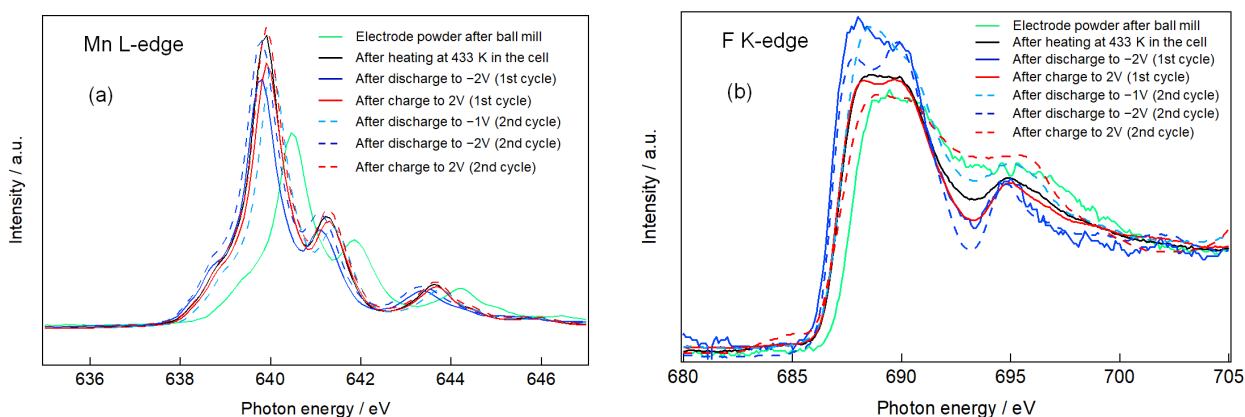 Mn L-edge
(a)
Electrode powder after ball mill
After heating at 433 K in the cell
After discharge to −2V (1st cycle)
After charge to 2V (1st cycle)
After discharge to −1V (2nd cycle)
After discharge to −2V (2nd cycle)
After charge to 2V (2nd cycle)
Intensity / a.u.
636 638 640 642 644 646
Photon energy / eV
F K-edge
(b)
Electrode powder after ball mill
After heating at 433 K in the cell
After discharge to −2V (1st cycle)
After charge to 2V (1st cycle)
After discharge to −1V (2nd cycle)
After discharge to −2V (2nd cycle)
After charge to 2V (2nd cycle)
Intensity / a.u.
680 685 690 695 700 705
Photon energy / eV